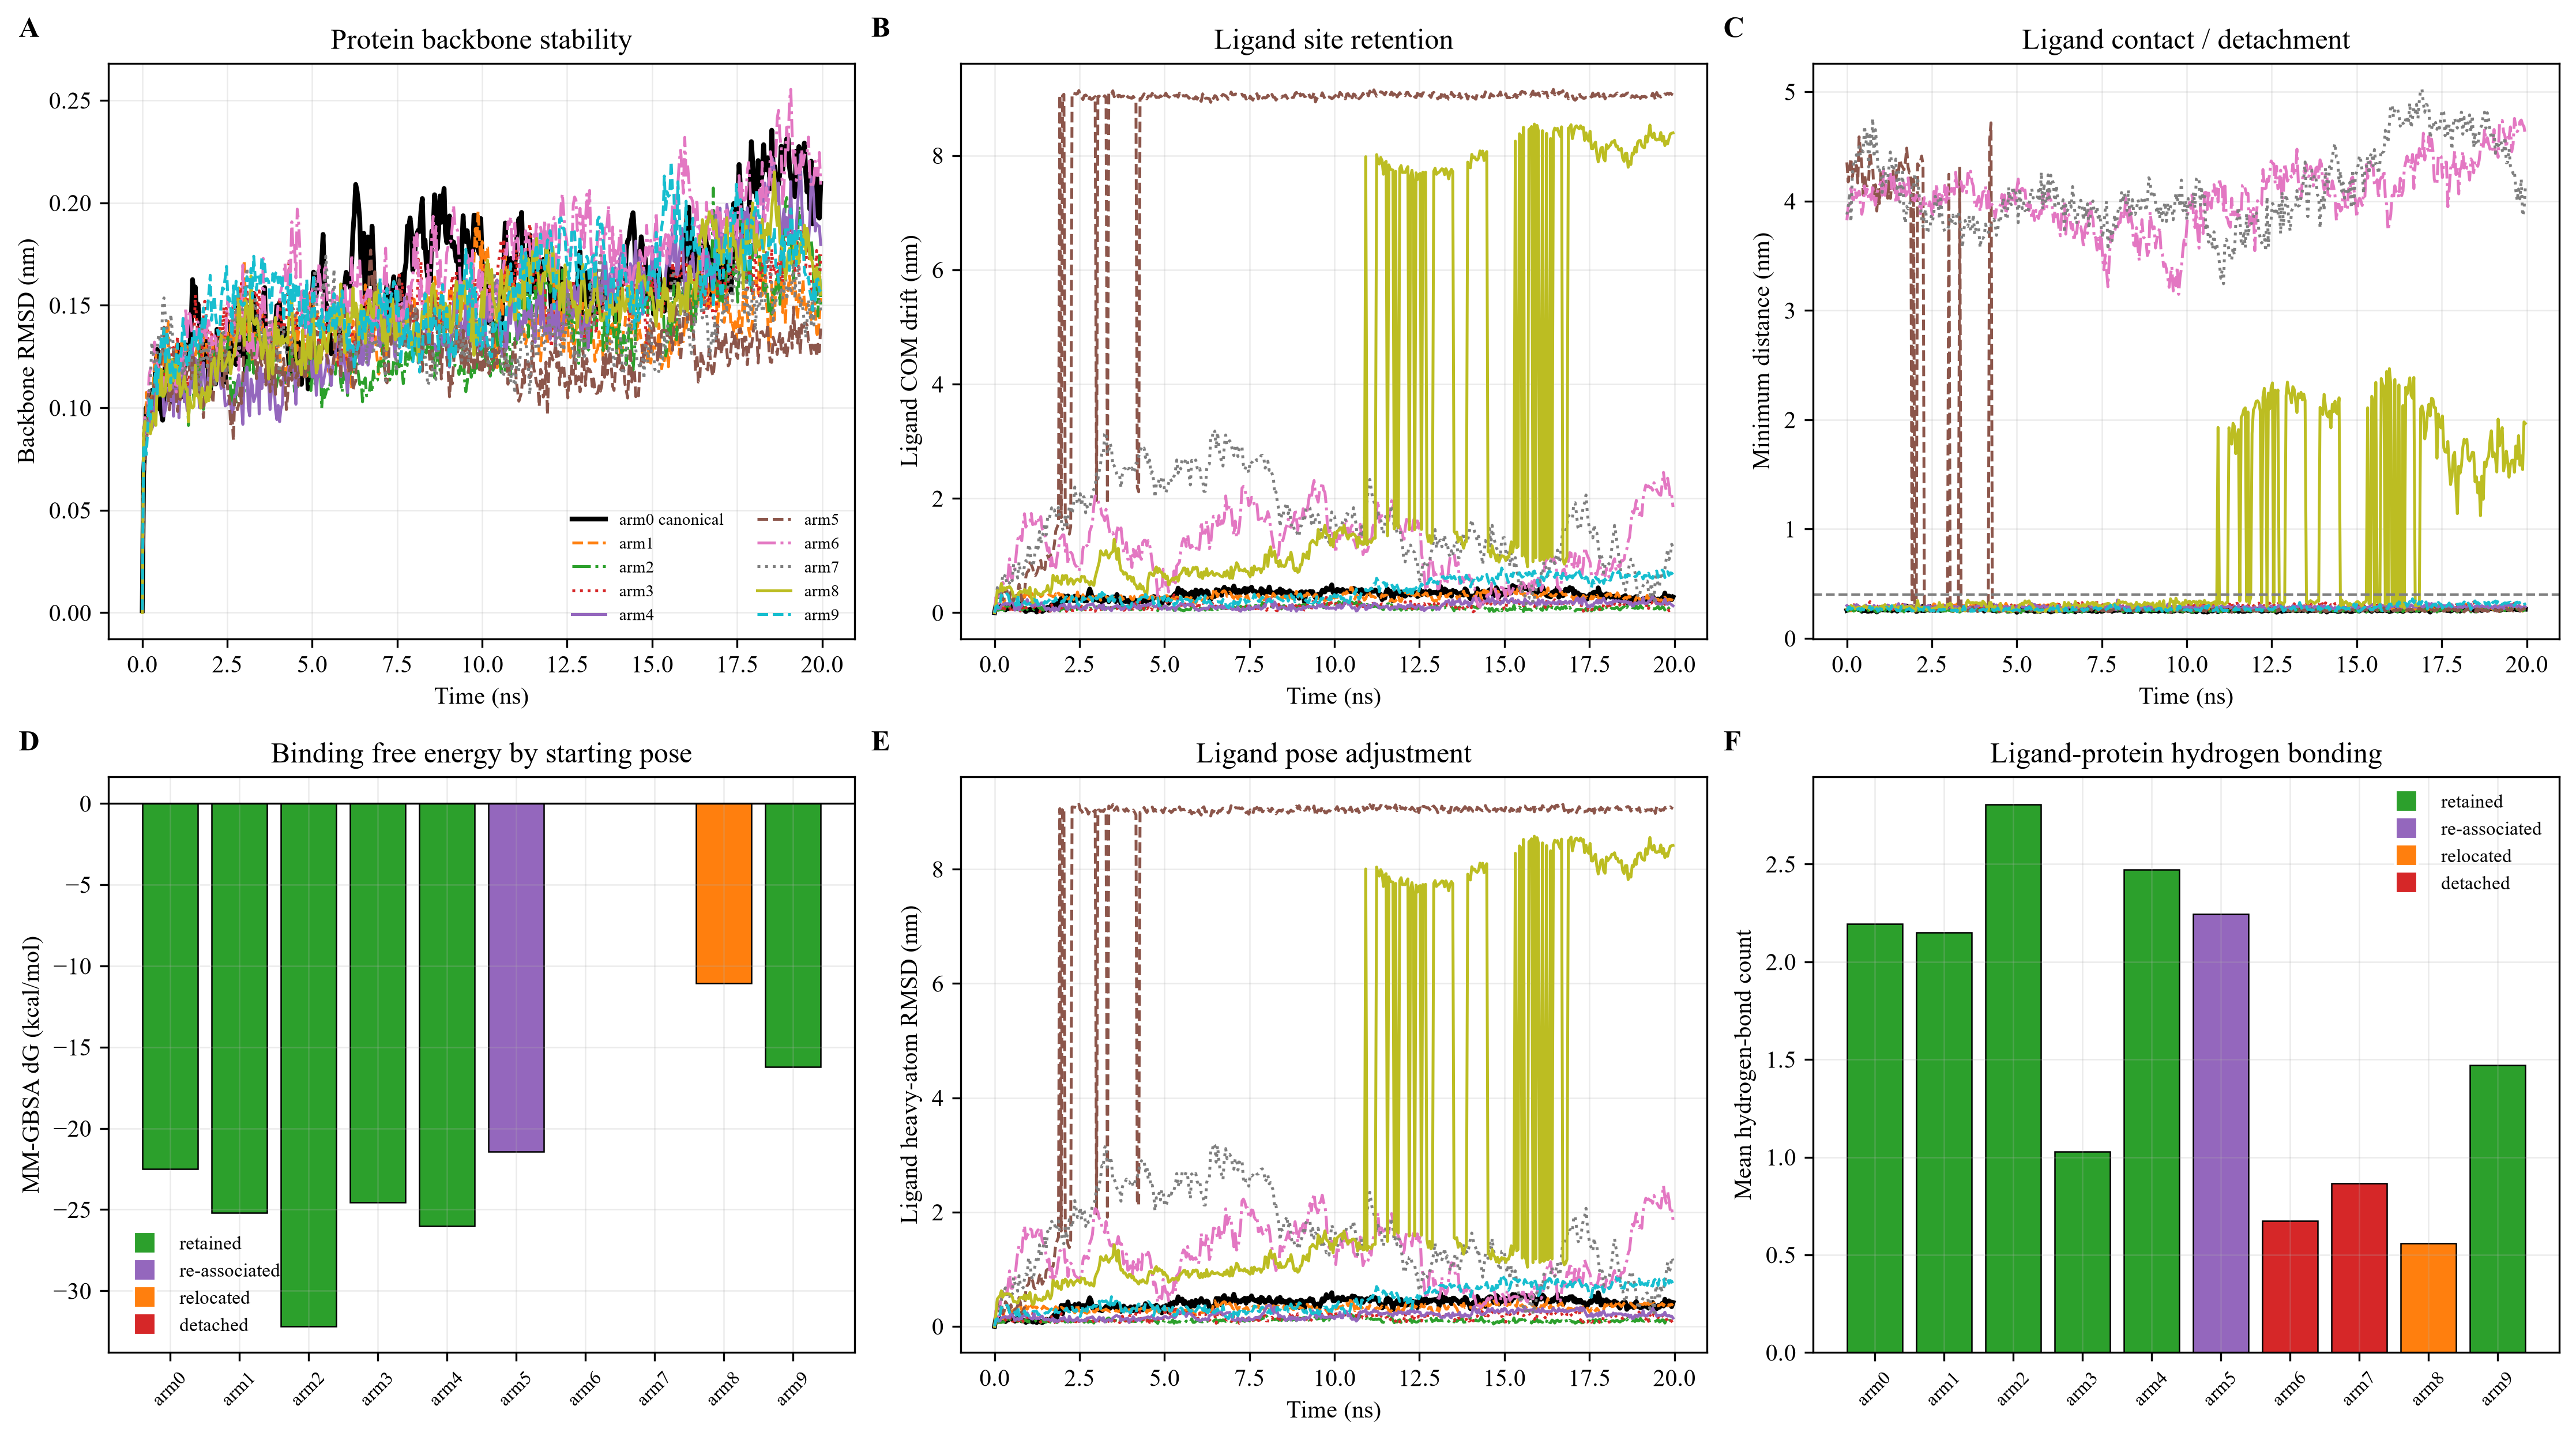 A
Protein backbone stability
Backbone RMSD (nm)
0.25
0.20
0.15
0.10
0.05
0.00
arm0 canonical
arm1
arm2
arm3
arm4
arm5
arm6
arm7
arm8
arm9
0.0 2.5 5.0 7.5 10.0 12.5 15.0 17.5 20.0
Time (ns)
B
Ligand site retention
Ligand COM drift (nm)
8
6
4
2
0
0.0 2.5 5.0 7.5 10.0 12.5 15.0 17.5 20.0
Time (ns)
C
Ligand contact / detachment
Minimum distance (nm)
5
4
3
2
1
0
0.0 2.5 5.0 7.5 10.0 12.5 15.0 17.5 20.0
Time (ns)
D
Binding free energy by starting pose
MM-GBSA dG (kcal/mol)
0
−5
−10
−15
−20
−25
−30
retained
re-associated
relocated
detached
arm0 arm1 arm2 arm3 arm4 arm5 arm6 arm7 arm8 arm9
E
Ligand pose adjustment
Ligand heavy-atom RMSD (nm)
8
6
4
2
0
0.0 2.5 5.0 7.5 10.0 12.5 15.0 17.5 20.0
Time (ns)
F
Ligand-protein hydrogen bonding
Mean hydrogen-bond count
2.5
2.0
1.5
1.0
0.5
0.0
retained
re-associated
relocated
detached
arm0 arm1 arm2 arm3 arm4 arm5 arm6 arm7 arm8 arm9